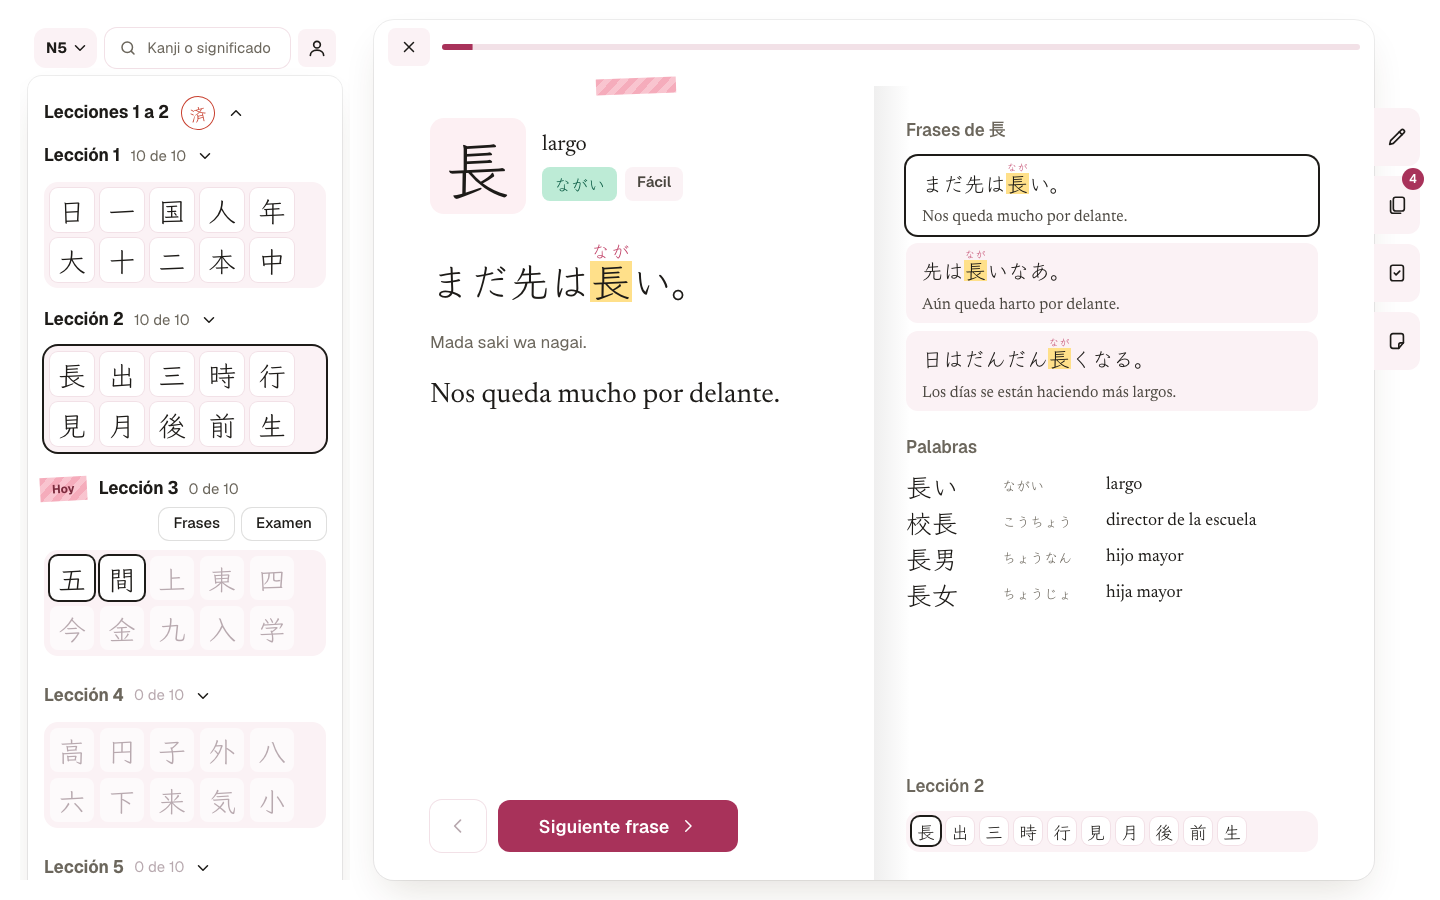 N5
Kanji o significado
Lecciones 1 a 2
済
Lección 1 10 de 10
日 一 国 人 年
大 十 二 本 中
Lección 2 10 de 10
長 出 三 時 行
見 月 後 前 生
Hoy Lección 3 0 de 10
Frases Examen
五 間 上 東 四
今 金 九 入 学
Lección 4 0 de 10
高 円 子 外 八
六 下 来 気 小
Lección 5 0 de 10
長
largo
ながい Fácil
なが
まだ先は長い。
Mada saki wa nagai.
Nos queda mucho por delante.
Siguiente frase
Frases de 長
なが
まだ先は長い。
Nos queda mucho por delante.
なが
先は長いなあ。
Aún queda harto por delante.
なが
日はだんだん長くなる。
Los días se están haciendo más largos.
Palabras
長い ながい largo
校長 こうちょう director de la escuela
長男 ちょうなん hijo mayor
長女 ちょうじょ hija mayor
Lección 2
長 出 三 時 行 見 月 後 前 生
4